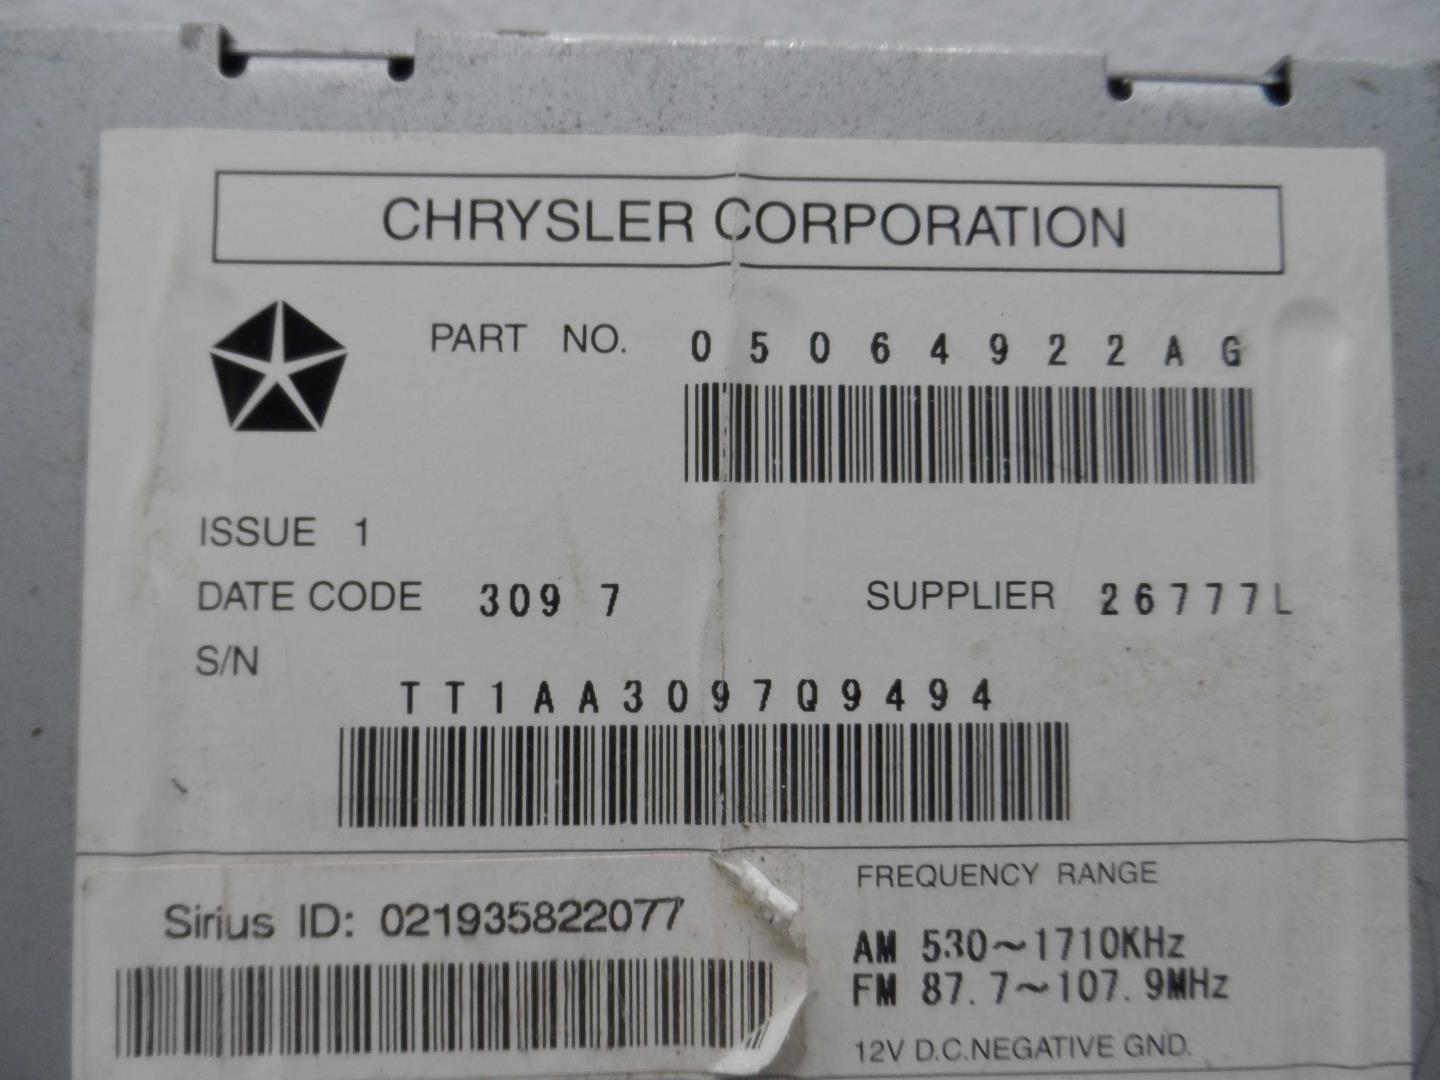 CHRYSLER CORPORATION
PART NO. 05064922AG
ISSUE 1
DATE CODE 309 7 SUPPLIER 26777L
S/N
TT1AA3097Q9494
Sirius ID: 021935822077
FREQUENCY RANGE
AM 530~1710KHz
FM 87.7~107.9MHz
12V D.C.NEGATIVE GND.